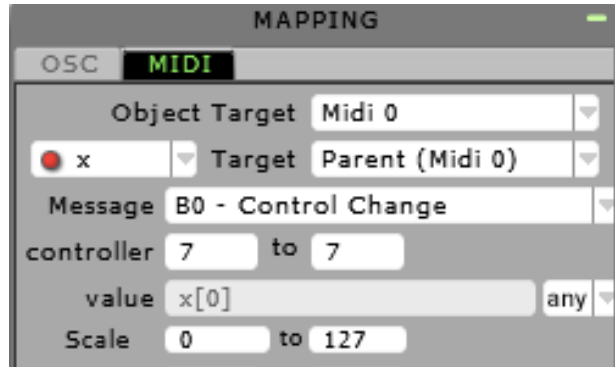 MAPPING
OSC MIDI
Object Target Midi 0
x Target Parent (Midi 0)
Message B0 - Control Change
controller 7 to 7
value x[0] any
Scale 0 to 127